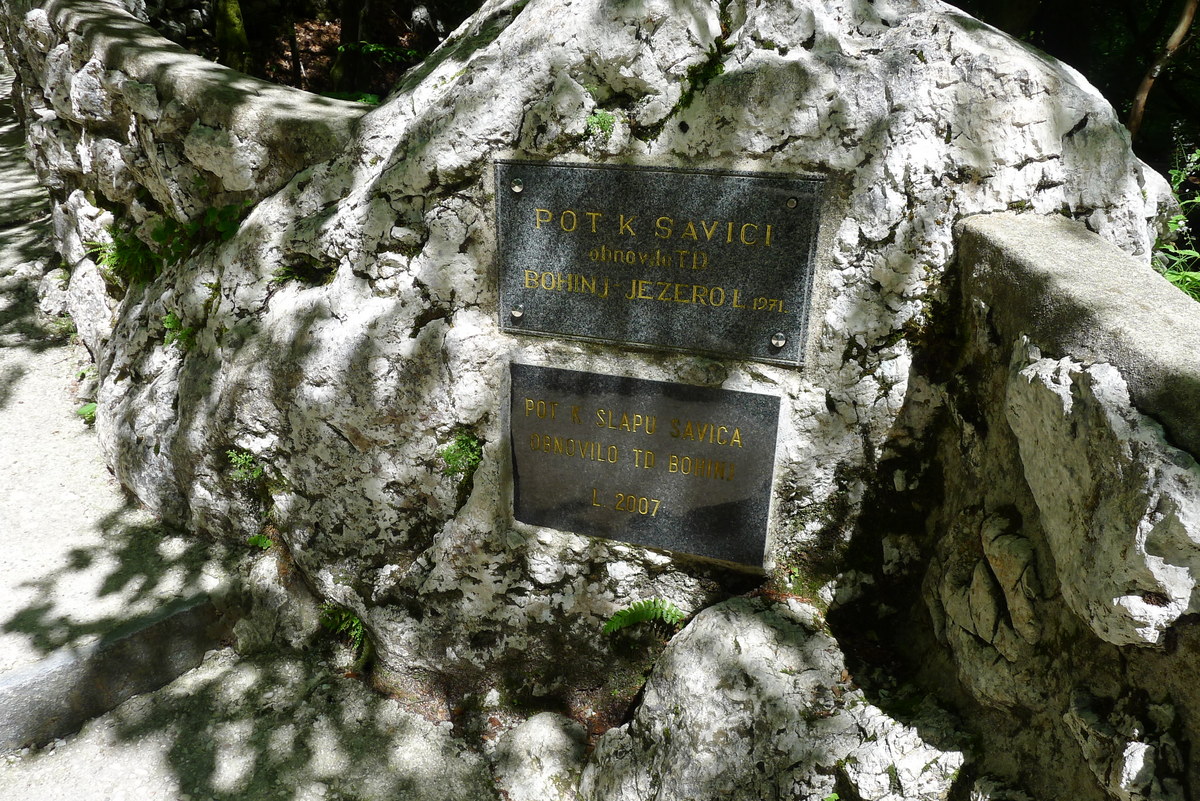 POT K SAVICI
obnovilo TD
BOHINJ JEZERO L. 1971.
POT K SLAPU SAVICA
OBNOVILO TD BOHINJ
L 2007